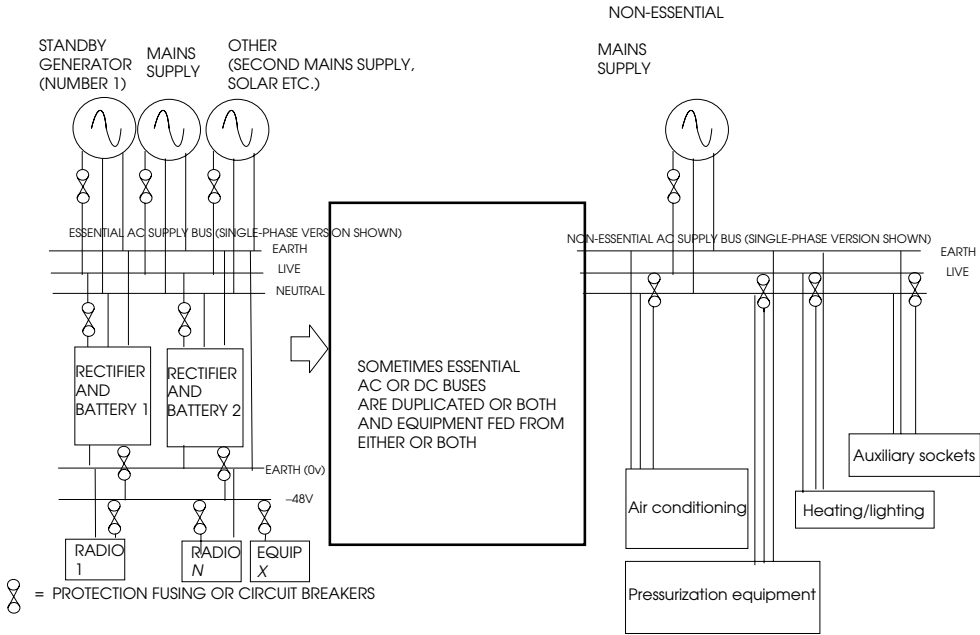 NON-ESSENTIAL
STANDBY
GENERATOR
(NUMBER 1)
MAINS
SUPPLY
OTHER
(SECOND MAINS SUPPLY,
SOLAR ETC.)
MAINS
SUPPLY
ESSENTIAL AC SUPPLY BUS (SINGLE-PHASE VERSION SHOWN)
EARTH
LIVE
NEUTRAL
NON-ESSENTIAL AC SUPPLY BUS (SINGLE-PHASE VERSION SHOWN)
EARTH
LIVE
RECTIFIER
AND
BATTERY 1
RECTIFIER
AND
BATTERY 2
SOMETIMES ESSENTIAL
AC OR DC BUSES
ARE DUPLICATED OR BOTH
AND EQUIPMENT FED FROM
EITHER OR BOTH
EARTH (0v)
–48V
RADIO
1
RADIO
N
EQUIP
X
Auxiliary sockets
Air conditioning
Heating/lighting
Pressurization equipment
= PROTECTION FUSING OR CIRCUIT BREAKERS